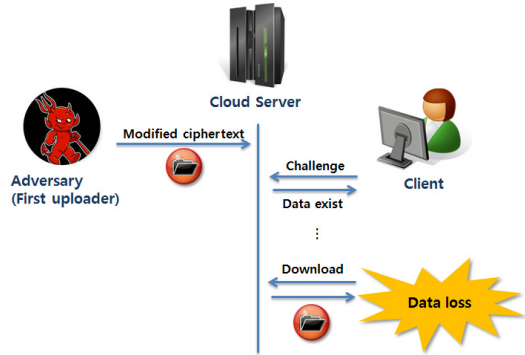 Cloud Server
Modified ciphertext
Adversary
(First uploader)
Challenge
Data exist
Client
⋮
Download
Data loss